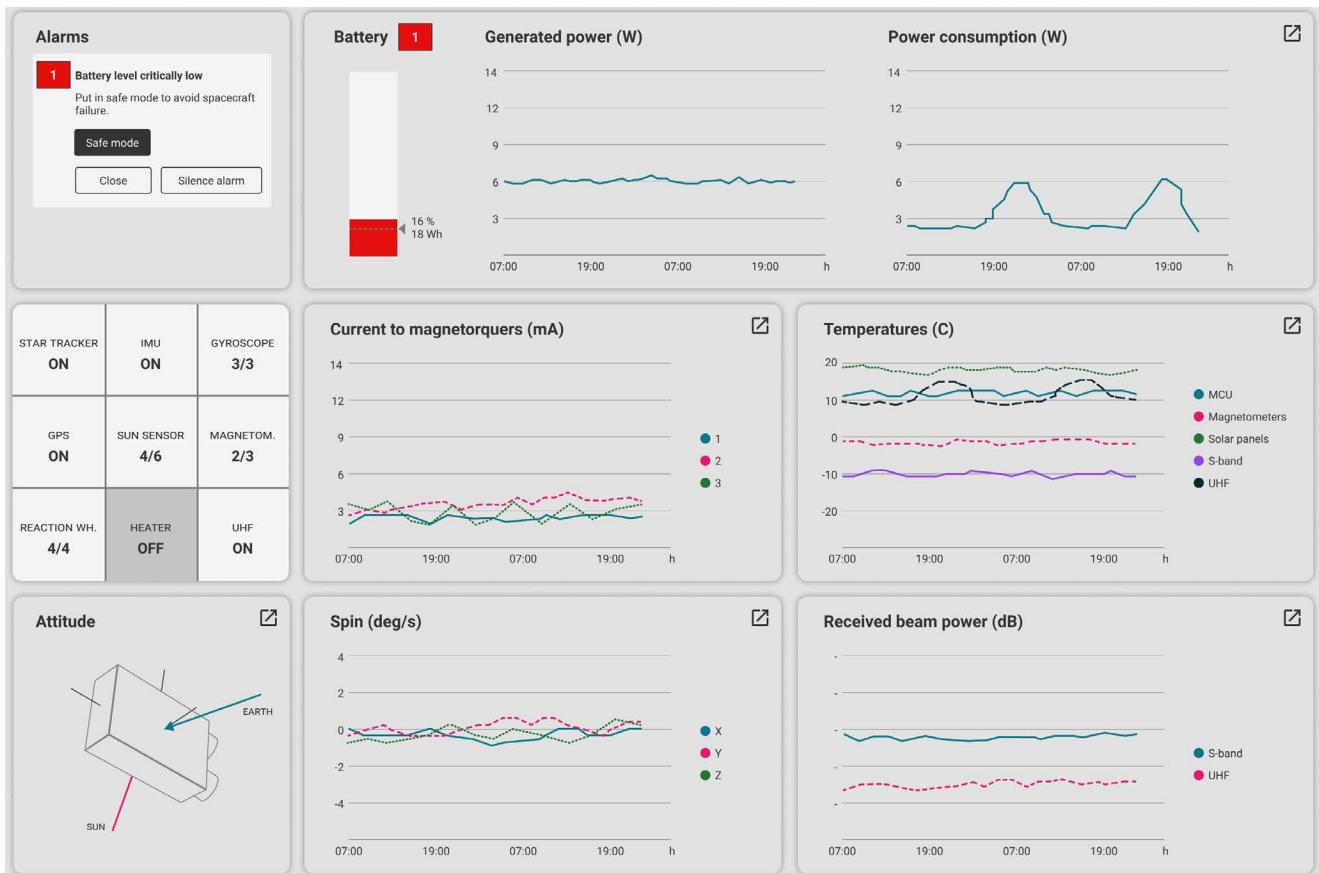 Alarms
1
Battery level critically low
Put in safe mode to avoid spacecraft
failure.
Safe mode
Close
Silence alarm
Battery
1
16 %
18 Wh
Generated power (W)
14
12
9
6
3
07:00
19:00
07:00
19:00
h
Power consumption (W)
14
12
9
6
3
07:00
19:00
07:00
19:00
h
STAR TRACKER
ON
IMU
ON
GYROSCOPE
3/3
GPS
ON
SUN SENSOR
4/6
MAGNETOM.
2/3
REACTION WH.
4/4
HEATER
OFF
UHF
ON
Current to magnetorquers (mA)
14
12
9
6
3
07:00
19:00
07:00
19:00
h
1
2
3
Temperatures (C)
20
10
0
-10
-20
07:00
19:00
07:00
19:00
h
MCU
Magnetometers
Solar panels
S-band
UHF
Attitude
EARTH
SUN
Spin (deg/s)
4
2
0
-2
-4
07:00
19:00
07:00
19:00
h
X
Y
Z
Received beam power (dB)
-
-
-
-
-
07:00
19:00
07:00
19:00
h
S-band
UHF